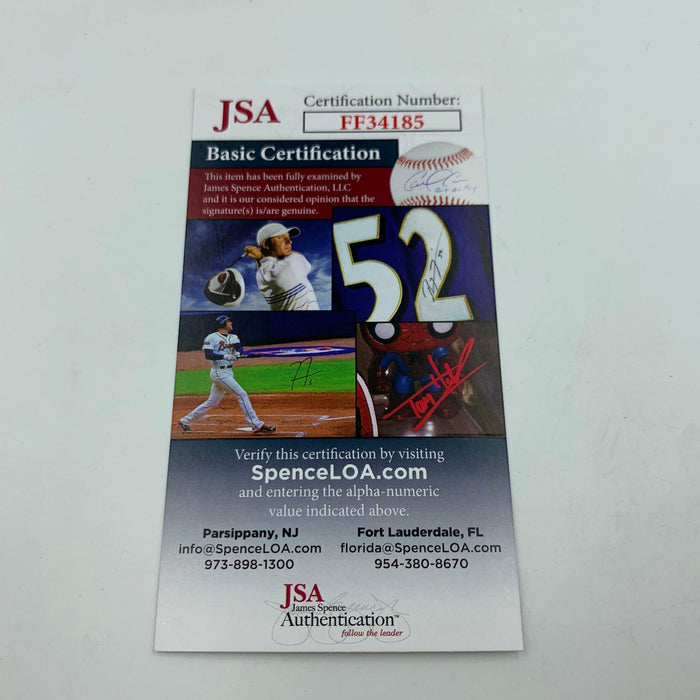 JSA
Certification Number:
FF34185
Basic Certification
This item has been fully examined by
James Spence Authentication, LLC
and it is our considered opinion that the
signature(s) is/are genuine.
52
Verify this certification by visiting
SpenceLOA.com
and entering the alpha-numeric
value indicated above.
Parsippany, NJ
info@SpenceLOA.com
973-898-1300
Fort Lauderdale, FL
florida@SpenceLOA.com
954-380-8670
JSA
James Spence
Authentication™
follow the leader